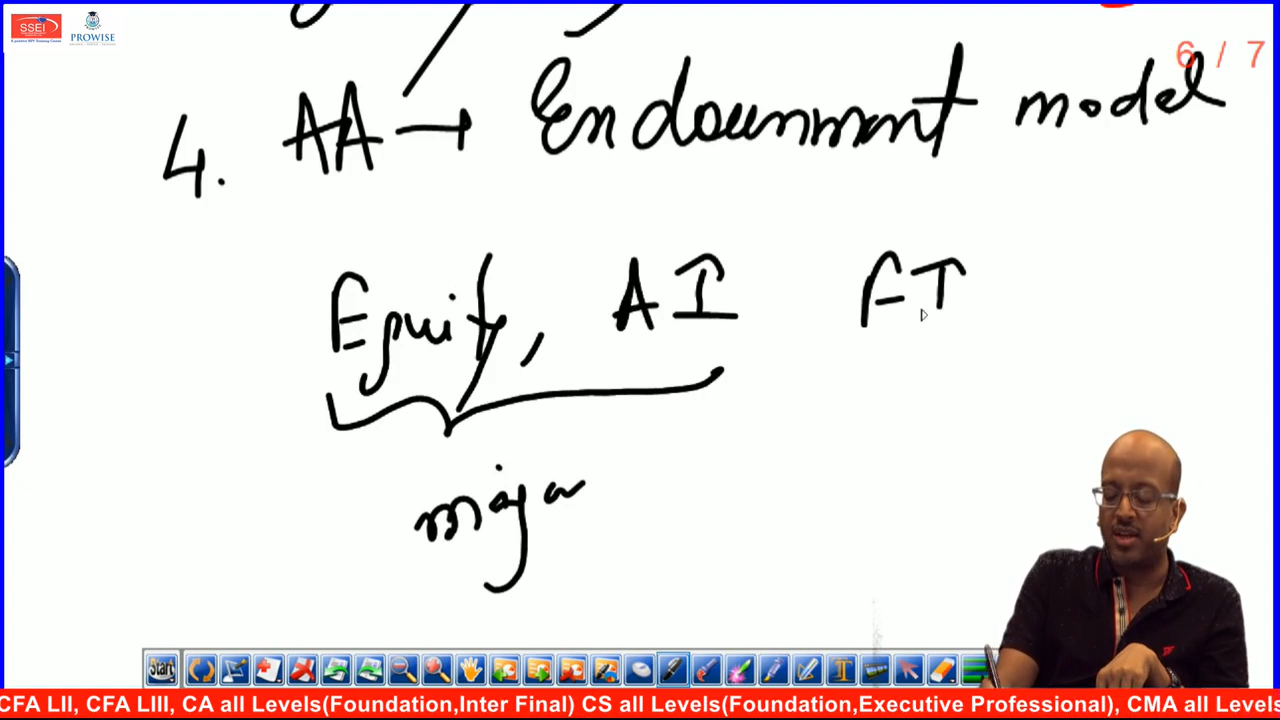 SSEI
PROWISE
6 / 7
4. AA → Endowment model
Equity, AI FI
major
Start
CFA LII, CFA LIII, CA all Levels(Foundation,Inter Final) CS all Levels(Foundation,Executive Professional), CMA all Levels